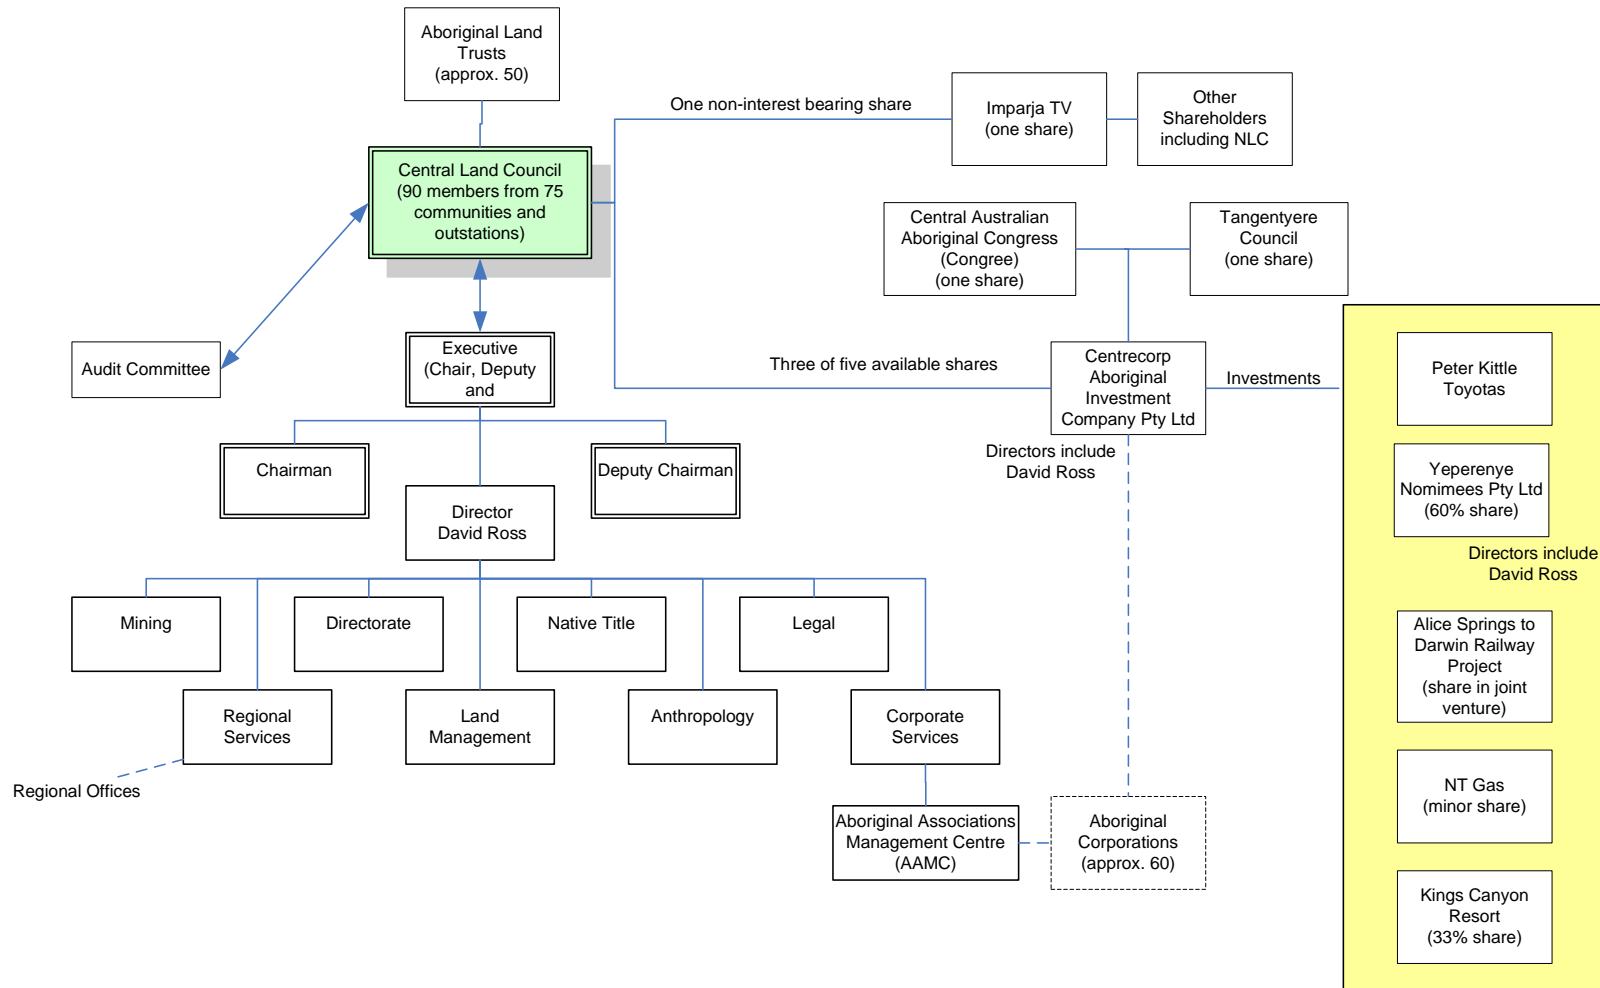 Aboriginal Land
Trusts
(approx. 50)
One non-interest bearing share
Imparja TV
(one share)
Other
Shareholders
including NLC
Central Land Council
(90 members from 75
communities and
outstations)
Central Australian
Aboriginal Congress
(Congree)
(one share)
Tangentyere
Council
(one share)
Audit Committee
Executive
(Chair, Deputy
and
Three of five available shares
Centrecorp
Aboriginal
Investment
Company Pty Ltd
Investments
Peter Kittle
Toyotas
Directors include
David Ross
Chairman
Deputy Chairman
Yeperenye
Nomimees Pty Ltd
(60% share)
Director
David Ross
Directors include
David Ross
Mining
Directorate
Native Title
Legal
Alice Springs to
Darwin Railway
Project
(share in joint
venture)
Regional
Services
Land
Management
Anthropology
Corporate
Services
Regional Offices
NT Gas
(minor share)
Aboriginal Associations
Management Centre
(AAMC)
Aboriginal
Corporations
(approx. 60)
Kings Canyon
Resort
(33% share)